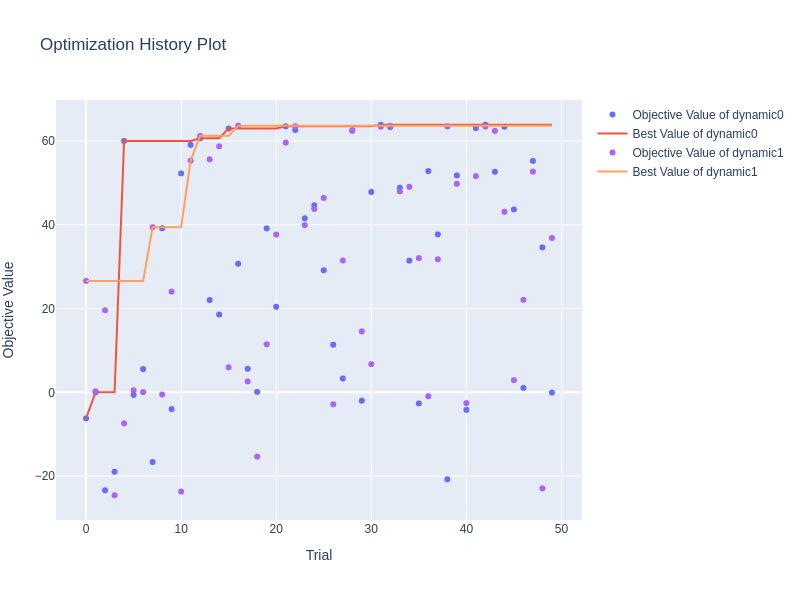 Optimization History Plot
Objective Value of dynamic0
Best Value of dynamic0
Objective Value of dynamic1
Best Value of dynamic1
Objective Value
60
40
20
0
−20
0
10
20
30
40
50
Trial